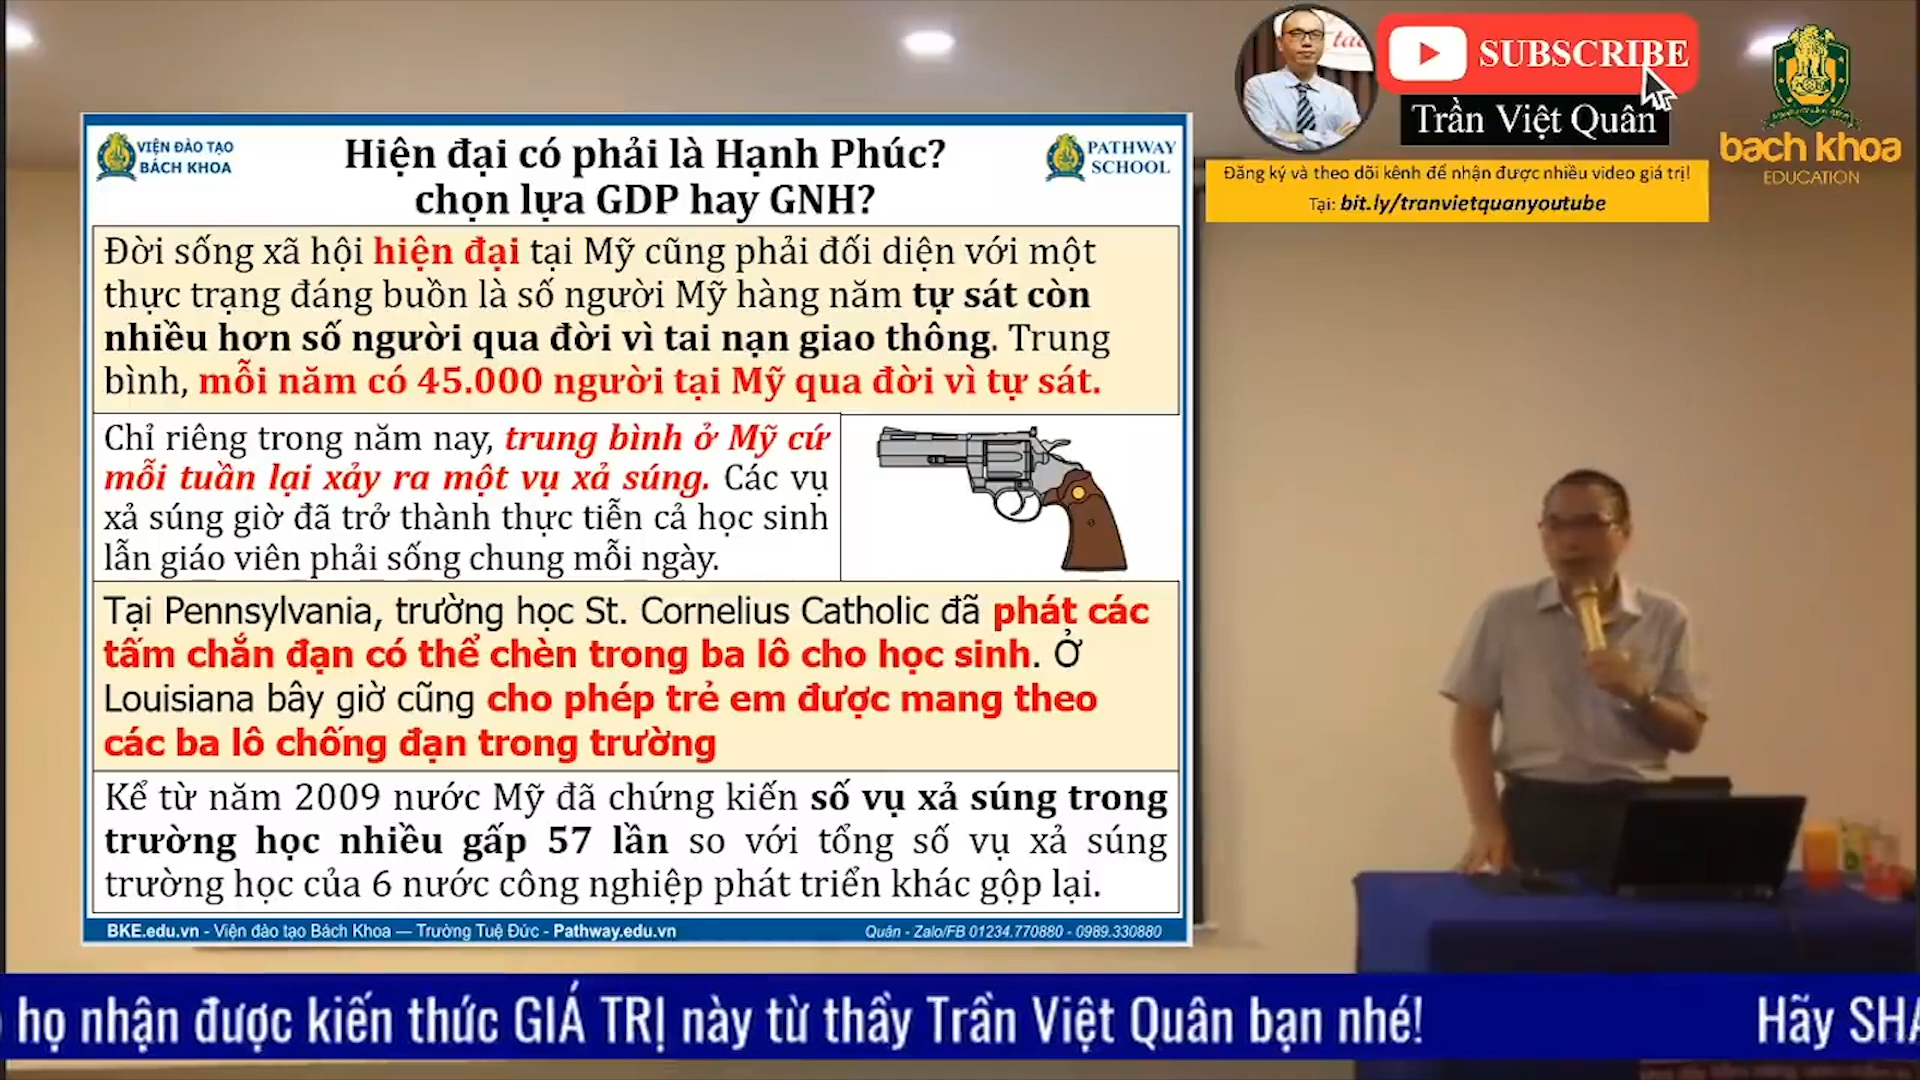 SUBSCRIBE
Trần Việt Quân
Đăng ký và theo dõi kênh để nhận được nhiều video giá trị!
Tại: bit.ly/tranvietquanyoutube
bach khoa
EDUCATION
VIỆN ĐÀO TẠO
BÁCH KHOA
Hiện đại có phải là Hạnh Phúc?
chọn lựa GDP hay GNH?
PATHWAY
SCHOOL
Đời sống xã hội hiện đại tại Mỹ cũng phải đối diện với một
thực trạng đáng buồn là số người Mỹ hàng năm tự sát còn
nhiều hơn số người qua đời vì tai nạn giao thông. Trung
bình, mỗi năm có 45.000 người tại Mỹ qua đời vì tự sát.
Chỉ riêng trong năm nay, trung bình ở Mỹ cứ
mỗi tuần lại xảy ra một vụ xả súng. Các vụ
xả súng giờ đã trở thành thực tiễn cả học sinh
lẫn giáo viên phải sống chung mỗi ngày.
Tại Pennsylvania, trường học St. Cornelius Catholic đã phát các
tấm chắn đạn có thể chèn trong ba lô cho học sinh. Ở
Louisiana bây giờ cũng cho phép trẻ em được mang theo
các ba lô chống đạn trong trường
Kể từ năm 2009 nước Mỹ đã chứng kiến số vụ xả súng trong
trường học nhiều gấp 57 lần so với tổng số vụ xả súng
trường học của 6 nước công nghiệp phát triển khác gộp lại.
BKE.edu.vn - Viện đào tạo Bách Khoa — Trường Tuệ Đức - Pathway.edu.vn
Quân - Zalo/FB 01234.770880 - 0989.330880
họ nhận được kiến thức GIÁ TRỊ này từ thầy Trần Việt Quân bạn nhé!
Hãy SHA